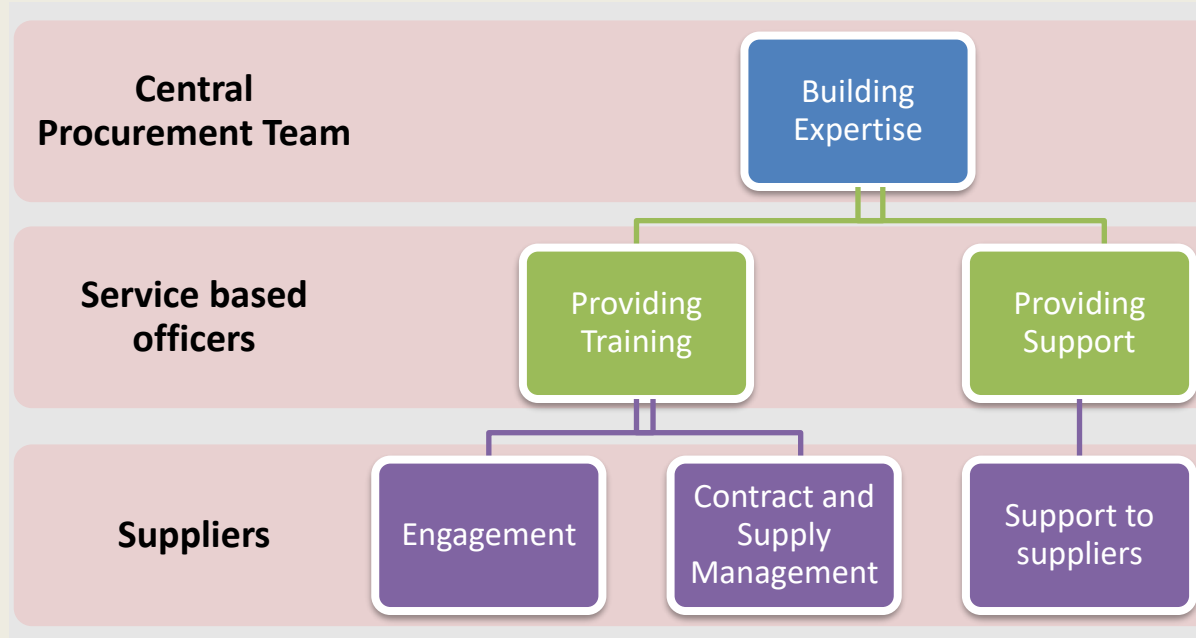 Central
Procurement Team
Building
Expertise
Service based
officers
Providing
Training
Providing
Support
Suppliers
Engagement
Contract and
Supply
Management
Support to
suppliers